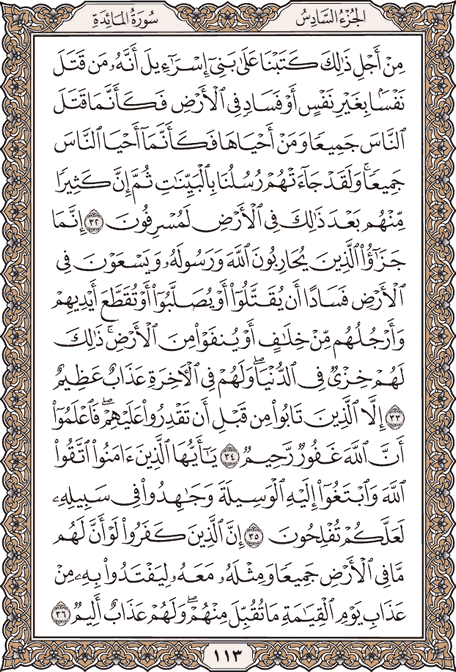 الجُزْءُ السَّادِسُ
سُورَةُ المَائِدَةِ
مِنْ أَجْلِ ذَٰلِكَ كَتَبْنَا عَلَىٰ بَنِيٓ إِسْرَٰٓءِيلَ أَنَّهُۥ مَن قَتَلَ
نَفْسَۢا بِغَيْرِ نَفْسٍ أَوْ فَسَادٖ فِي ٱلْأَرْضِ فَكَأَنَّمَا قَتَلَ
ٱلنَّاسَ جَمِيعٗا وَمَنْ أَحْيَاهَا فَكَأَنَّمَآ أَحْيَا ٱلنَّاسَ
جَمِيعٗاۚ وَلَقَدْ جَآءَتْهُمْ رُسُلُنَا بِٱلْبَيِّنَٰتِ ثُمَّ إِنَّ كَثِيرٗا
مِّنْهُم بَعْدَ ذَٰلِكَ فِي ٱلْأَرْضِ لَمُسْرِفُونَ ٣٢ إِنَّمَا
جَزَٰٓؤُاْ ٱلَّذِينَ يُحَارِبُونَ ٱللَّهَ وَرَسُولَهُۥ وَيَسْعَوْنَ فِي
ٱلْأَرْضِ فَسَادًا أَن يُقَتَّلُوٓاْ أَوْ يُصَلَّبُوٓاْ أَوْ تُقَطَّعَ أَيْدِيهِمْ
وَأَرْجُلُهُم مِّنْ خِلَٰفٍ أَوْ يُنفَوْاْ مِنَ ٱلْأَرْضِۚ ذَٰلِكَ
لَهُمْ خِزْيٞ فِي ٱلدُّنْيَاۖ وَلَهُمْ فِي ٱلْأٓخِرَةِ عَذَابٌ عَظِيمٌ
٣٣ إِلَّا ٱلَّذِينَ تَابُواْ مِن قَبْلِ أَن تَقْدِرُواْ عَلَيْهِمْۖ فَٱعْلَمُوٓاْ
أَنَّ ٱللَّهَ غَفُورٞ رَّحِيمٞ ٣٤ يَٰٓأَيُّهَا ٱلَّذِينَ ءَامَنُواْ ٱتَّقُواْ
ٱللَّهَ وَٱبْتَغُوٓاْ إِلَيْهِ ٱلْوَسِيلَةَ وَجَٰهِدُواْ فِي سَبِيلِهِۦ
لَعَلَّكُمْ تُفْلِحُونَ ٣٥ إِنَّ ٱلَّذِينَ كَفَرُواْ لَوْ أَنَّ لَهُم
مَّا فِي ٱلْأَرْضِ جَمِيعٗا وَمِثْلَهُۥ مَعَهُۥ لِيَفْتَدُواْ بِهِۦ مِنْ
عَذَابِ يَوْمِ ٱلْقِيَٰمَةِ مَا تُقُبِّلَ مِنْهُمْۖ وَلَهُمْ عَذَابٌ أَلِيمٞ ٣٦
١١٣